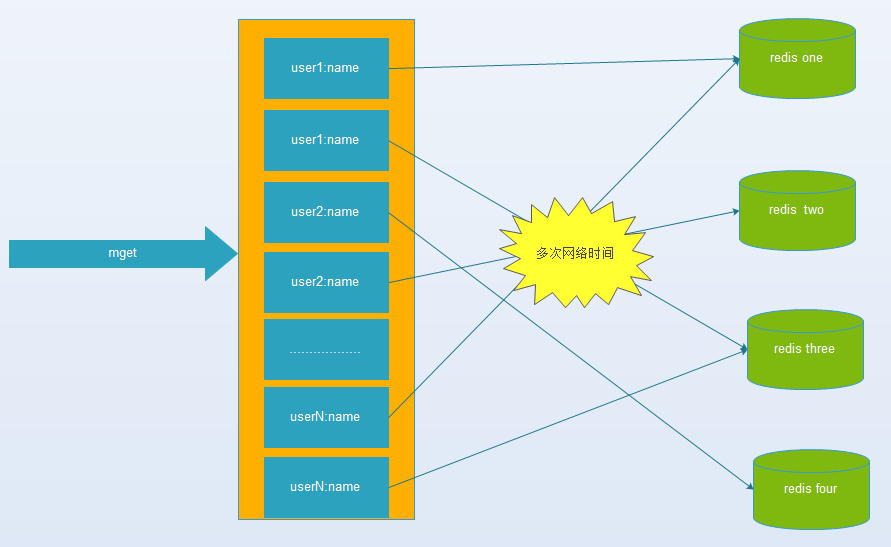 mget
user1:name
user1:name
user2:name
user2:name
..................
userN:name
userN:name
多次网络时间
redis one
redis two
redis three
redis four